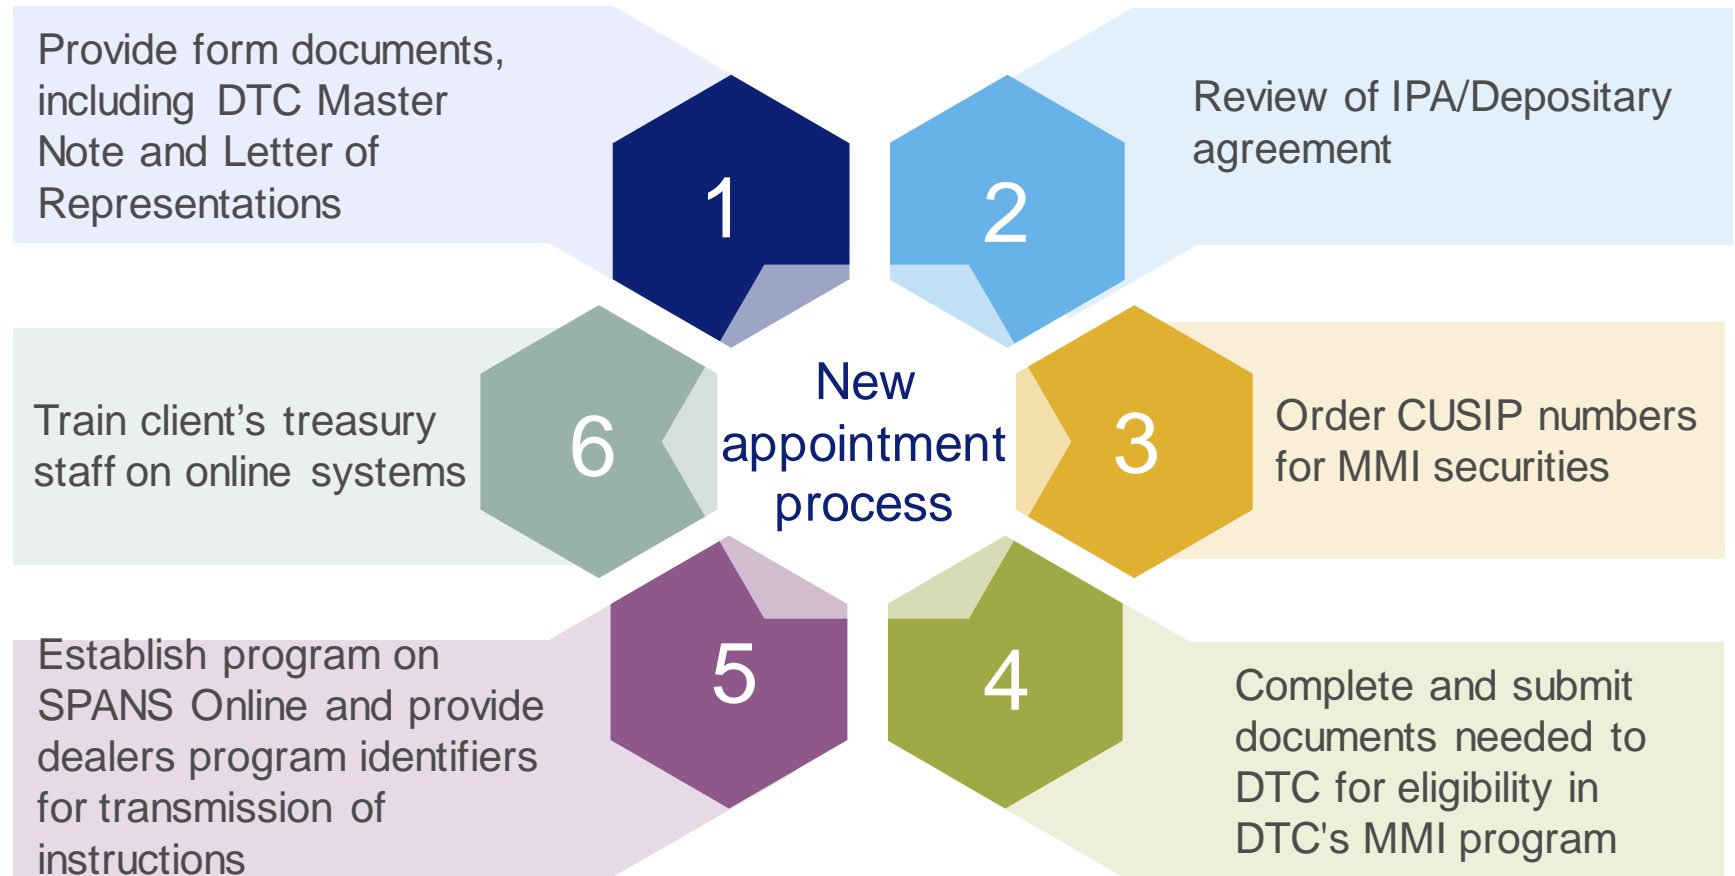 Provide form documents,
including DTC Master
Note and Letter of
Representations
1
2
Review of IPA/Depositary
agreement
New
appointment
process
3
Order CUSIP numbers
for MMI securities
4
Complete and submit
documents needed to
DTC for eligibility in
DTC's MMI program
5
Establish program on
SPANS Online and provide
dealers program identifiers
for transmission of
instructions
6
Train client’s treasury
staff on online systems